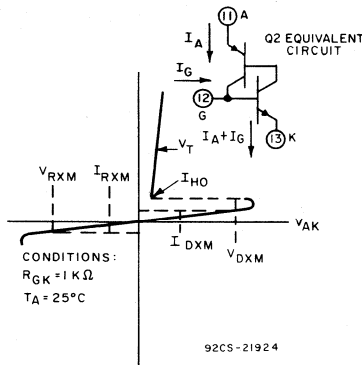 11 A
Q2 EQUIVALENT
CIRCUIT
I_A
I_G
12
G
I_A+I_G
13 K
V_T
V_RXM
I_RXM
I_HO
V_AK
I_DXM
V_DXM
CONDITIONS:
R_GK = 1 K Ω
T_A = 25°C
92CS-21924